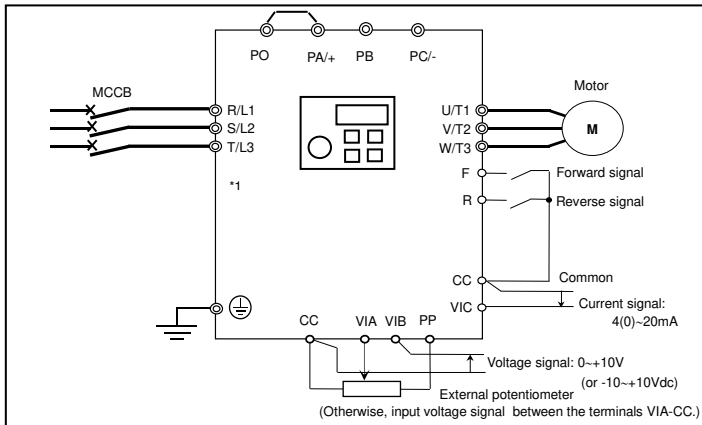 PO
PA/+
PB
PC/-
MCCB
Motor
R/L1
U/T1
S/L2
V/T2
M
T/L3
W/T3
F
Forward signal
*1
R
Reverse signal
CC
Common
VIC
Current signal:
4(0)~20mA
CC
VIA
VIB
PP
Voltage signal: 0~+10V
(or -10~+10Vdc)
External potentiometer
(Otherwise, input voltage signal between the terminals VIA-CC.)